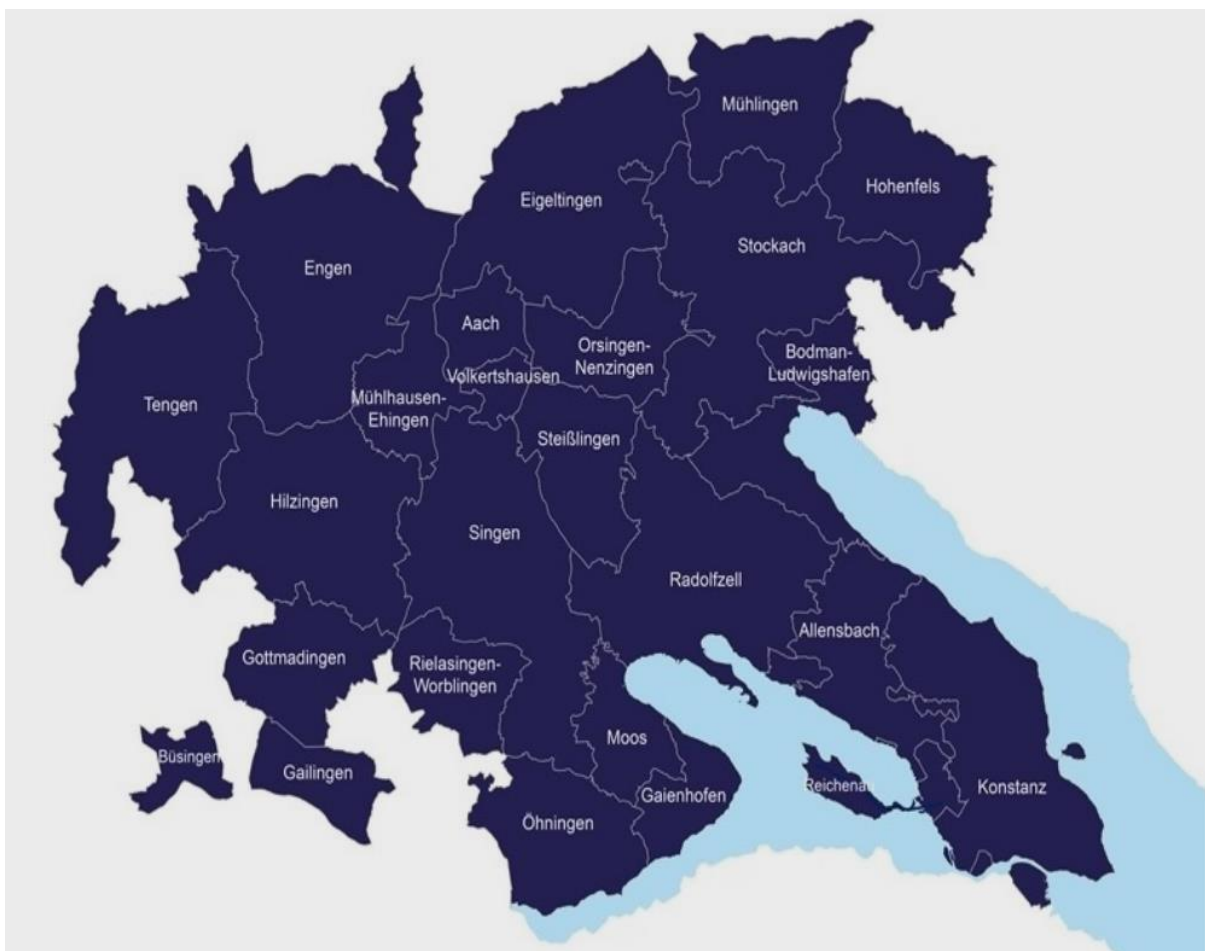 Mühlingen
Hohenfels
Eigeltingen
Stockach
Engen
Aach
Orsingen-
Nenzingen
Bodman-
Ludwigshafen
Volkertshausen
Mühlhausen-
Ehingen
Tengen
Steißlingen
Hilzingen
Singen
Radolfzell
Allensbach
Gottmadingen
Rielasingen-
Worblingen
Moos
Büsingen
Gailingen
Reichenau
Konstanz
Gaienhofen
Öhningen